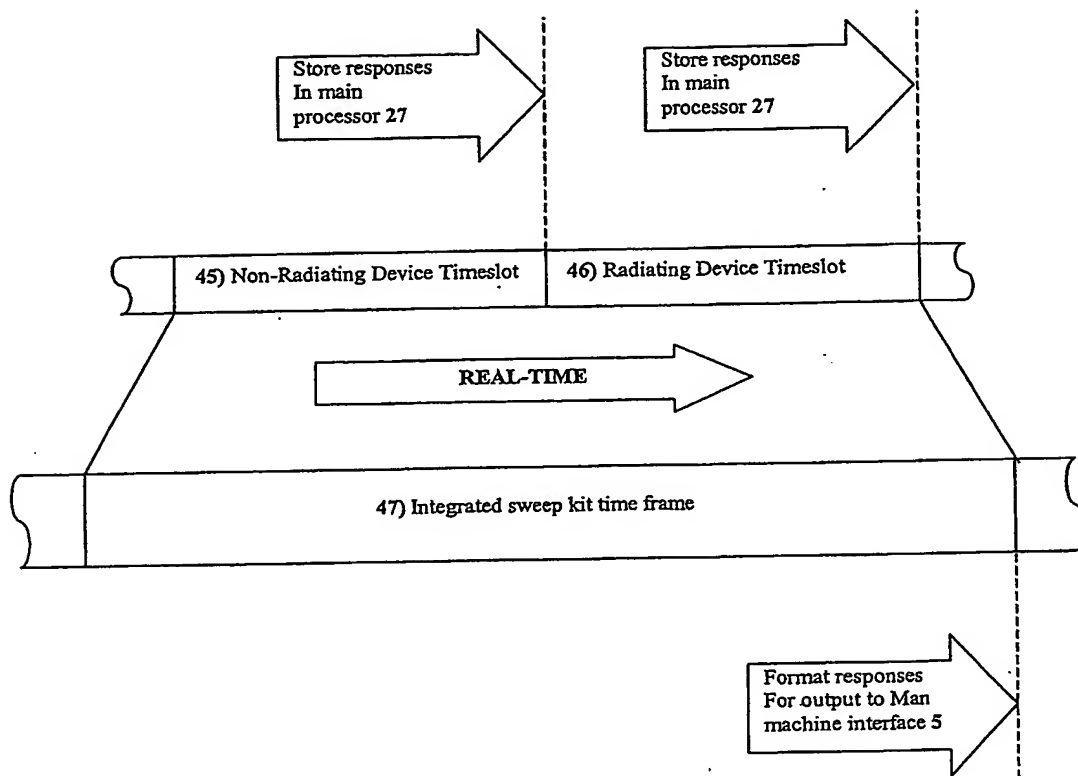 Store responses
In main
processor 27
Store responses
In main
processor 27
45) Non-Radiating Device Timeslot
46) Radiating Device Timeslot
REAL-TIME
47) Integrated sweep kit time frame
Format responses
For output to Man
machine interface 5